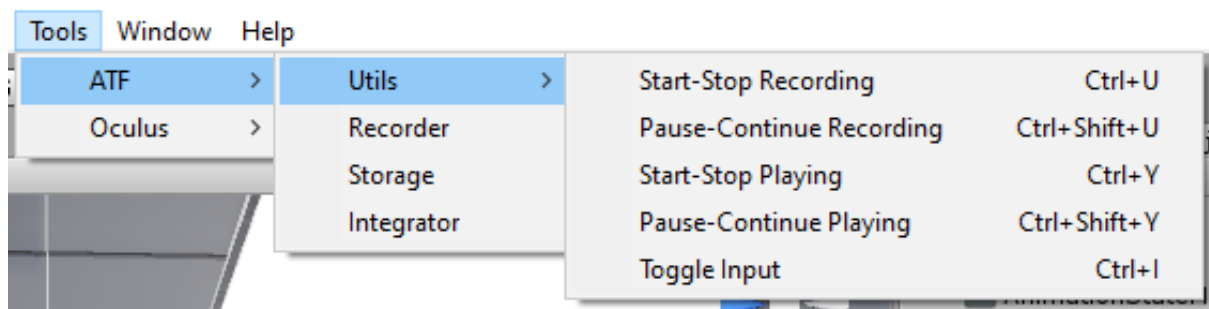 Tools Window Help
ATF > Utils > Start-Stop Recording Ctrl+U
Oculus > Recorder Pause-Continue Recording Ctrl+Shift+U
Storage Start-Stop Playing Ctrl+Y
Integrator Pause-Continue Playing Ctrl+Shift+Y
Toggle Input Ctrl+I